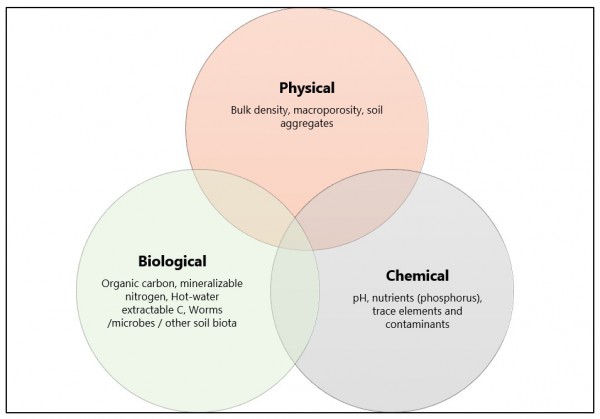 Physical
Bulk density, macroporosity, soil
aggregates
Biological
Organic carbon, mineralizable
nitrogen, Hot-water
extractable C, Worms
/microbes / other soil biota
Chemical
pH, nutrients (phosphorus),
trace elements and
contaminants